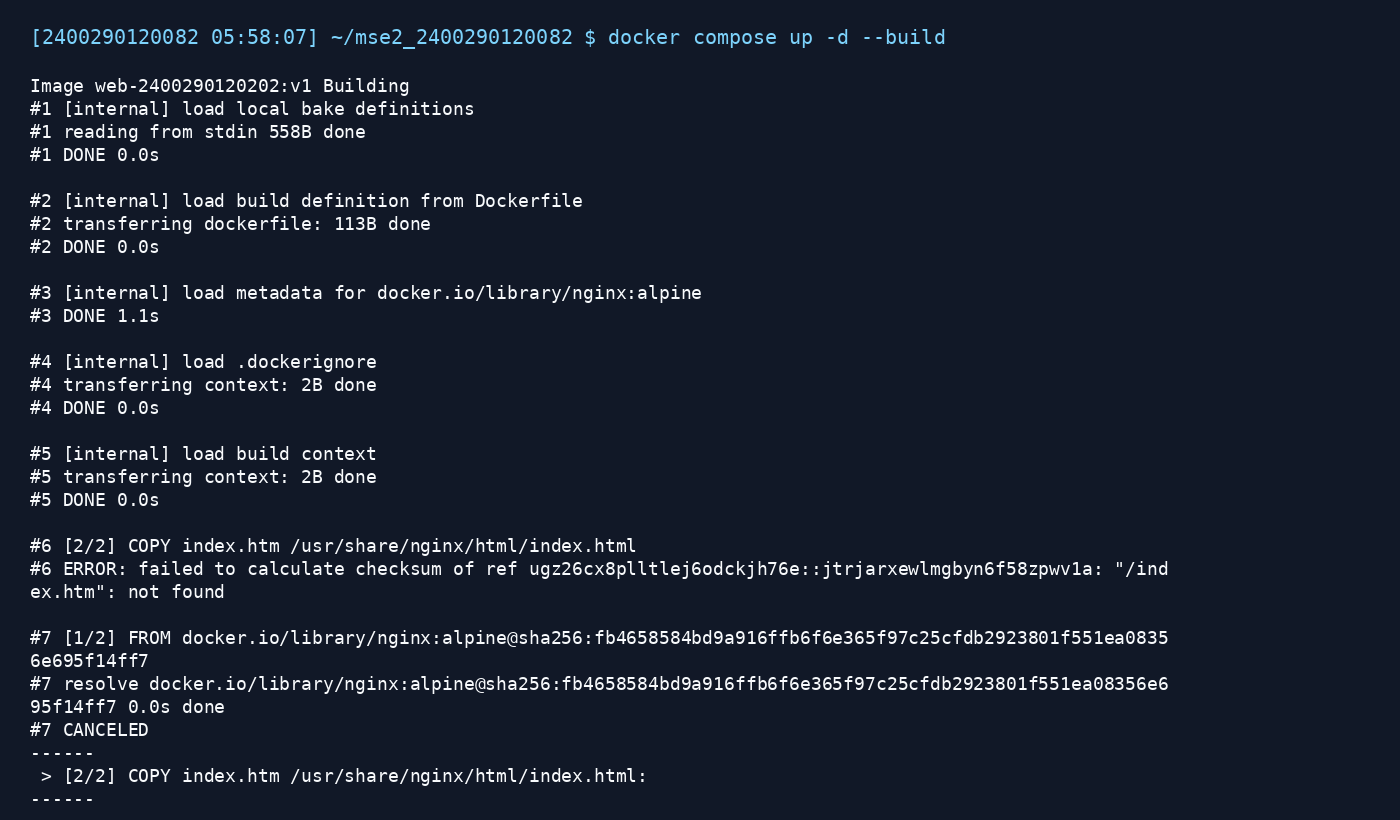 [2400290120082 05:58:07] ~/mse2_2400290120082 $ docker compose up -d --build
Image web-2400290120202:v1 Building
#1 [internal] load local bake definitions
#1 reading from stdin 558B done
#1 DONE 0.0s
#2 [internal] load build definition from Dockerfile
#2 transferring dockerfile: 113B done
#2 DONE 0.0s
#3 [internal] load metadata for docker.io/library/nginx:alpine
#3 DONE 1.1s
#4 [internal] load .dockerignore
#4 transferring context: 2B done
#4 DONE 0.0s
#5 [internal] load build context
#5 transferring context: 2B done
#5 DONE 0.0s
#6 [2/2] COPY index.htm /usr/share/nginx/html/index.html
#6 ERROR: failed to calculate checksum of ref ugz26cx8plltlej6odckjh76e::jtrjarxewlmgbyn6f58zpwv1a: "/ind
ex.htm": not found
#7 [1/2] FROM docker.io/library/nginx:alpine@sha256:fb4658584bd9a916ffb6f6e365f97c25cfdb2923801f551ea0835
6e695f14ff7
#7 resolve docker.io/library/nginx:alpine@sha256:fb4658584bd9a916ffb6f6e365f97c25cfdb2923801f551ea08356e6
95f14ff7 0.0s done
#7 CANCELED
------
 > [2/2] COPY index.htm /usr/share/nginx/html/index.html:
------